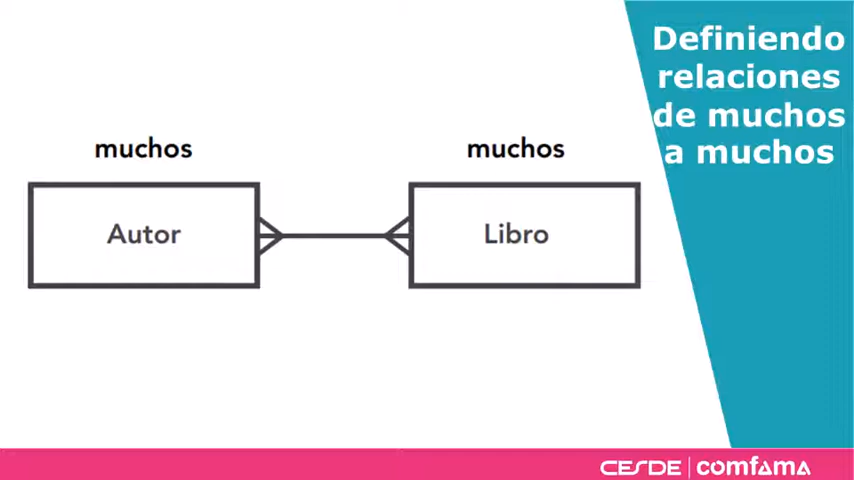 Definiendo
relaciones
de muchos
a muchos
muchos
muchos
Autor
Libro
CESDE | comfama